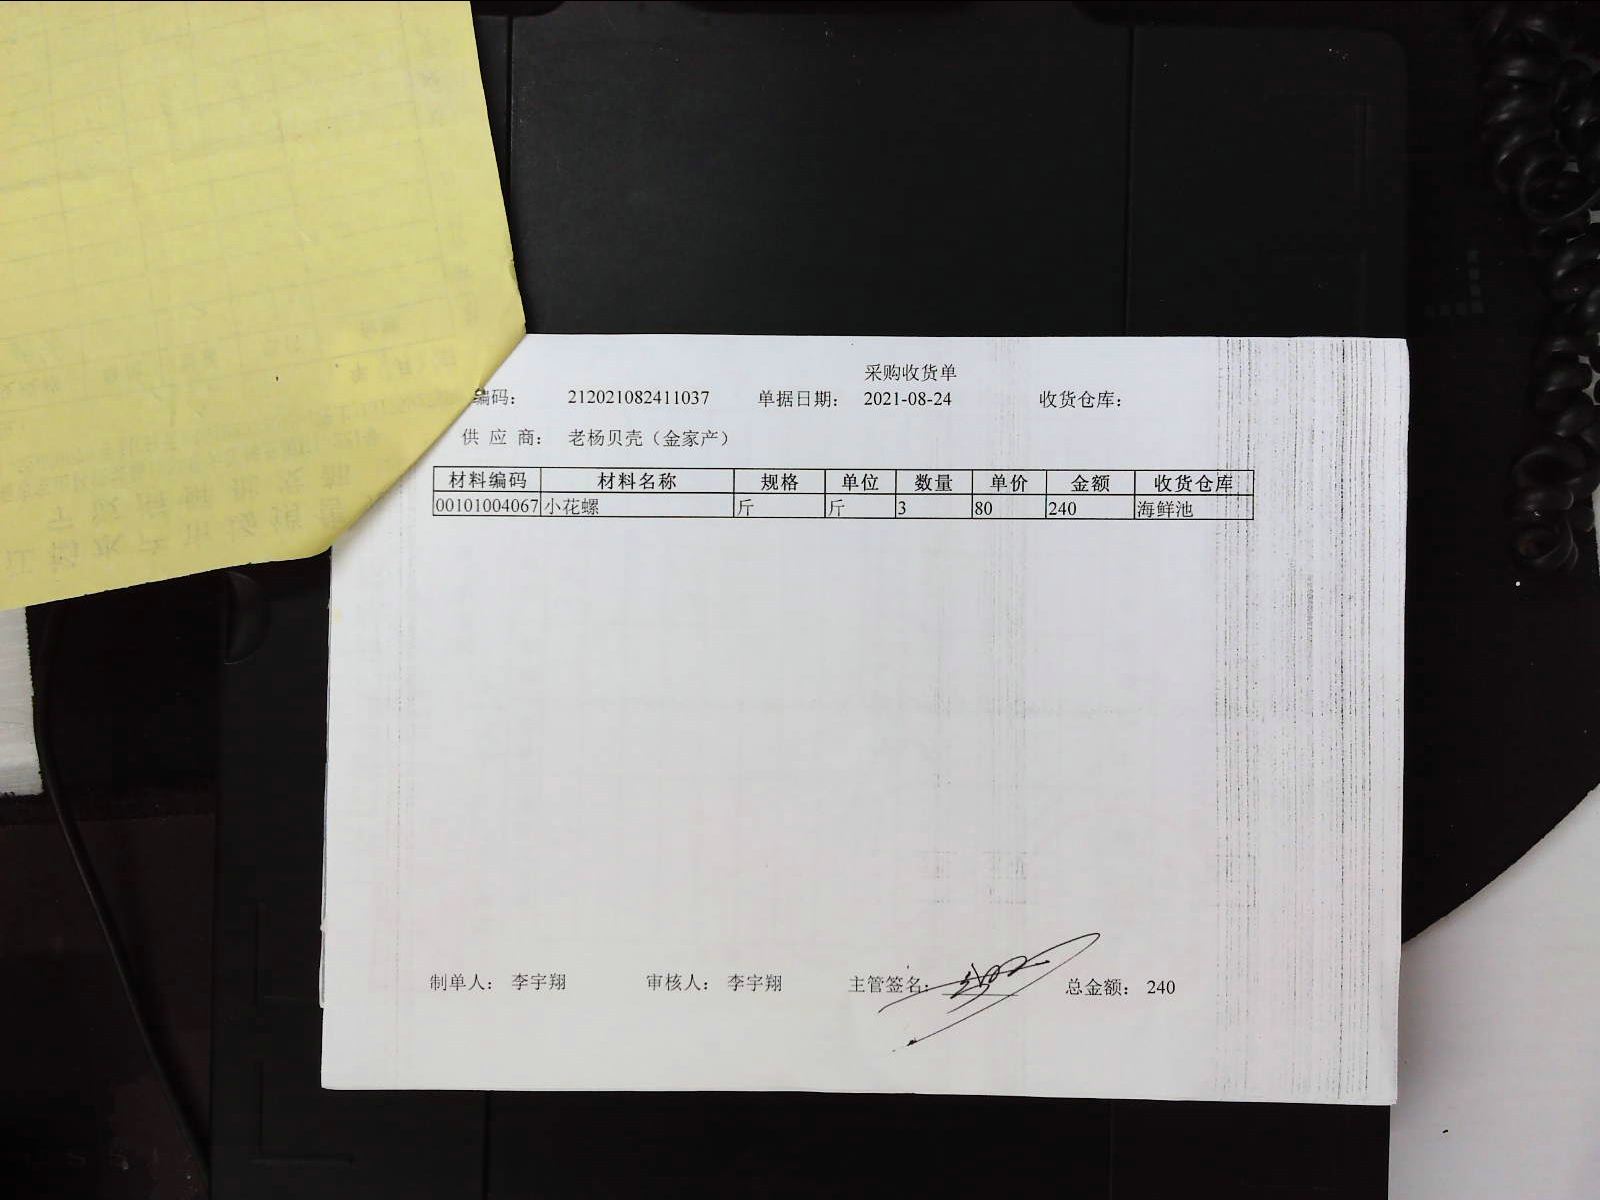 采购收货单
编码： 212021082411037 单据日期： 2021-08-24 收货仓库：
供 应 商： 老杨贝壳（金家产）
材料编码 材料名称 规格 单位 数量 单价 金额 收货仓库
00101004067 小花螺 斤 斤 3 80 240 海鲜池
制单人： 李宇翔 审核人： 李宇翔 主管签名： 总金额： 240